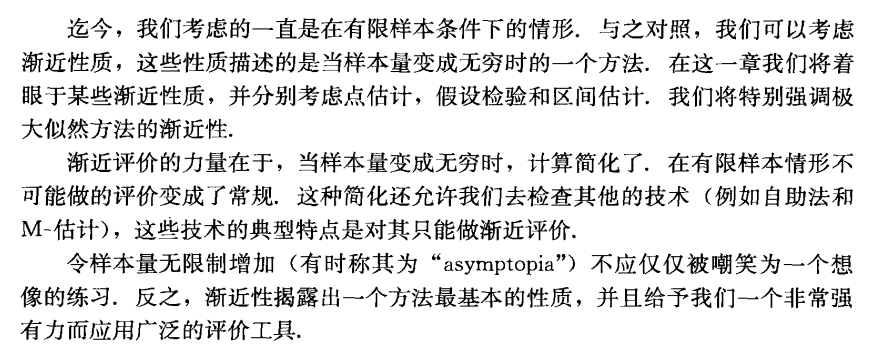 迄今，我们考虑的一直是在有限样本条件下的情形．与之对照，我们可以考虑
渐近性质，这些性质描述的是当样本量变成无穷时的一个方法．在这一章我们将着
眼于某些渐近性质，并分别考虑点估计，假设检验和区间估计．我们将特别强调极
大似然方法的渐近性．
渐近评价的力量在于，当样本量变成无穷时，计算简化了．在有限样本情形不
可能做的评价变成了常规．这种简化还允许我们去检查其他的技术（例如自助法和
M-估计），这些技术的典型特点是对其只能做渐近评价．
令样本量无限制增加（有时称其为“asymptopia”）不应仅仅被嘲笑为一个想
像的练习．反之，渐近性揭露出一个方法最基本的性质，并且给予我们一个非常强
有力而应用广泛的评价工具．